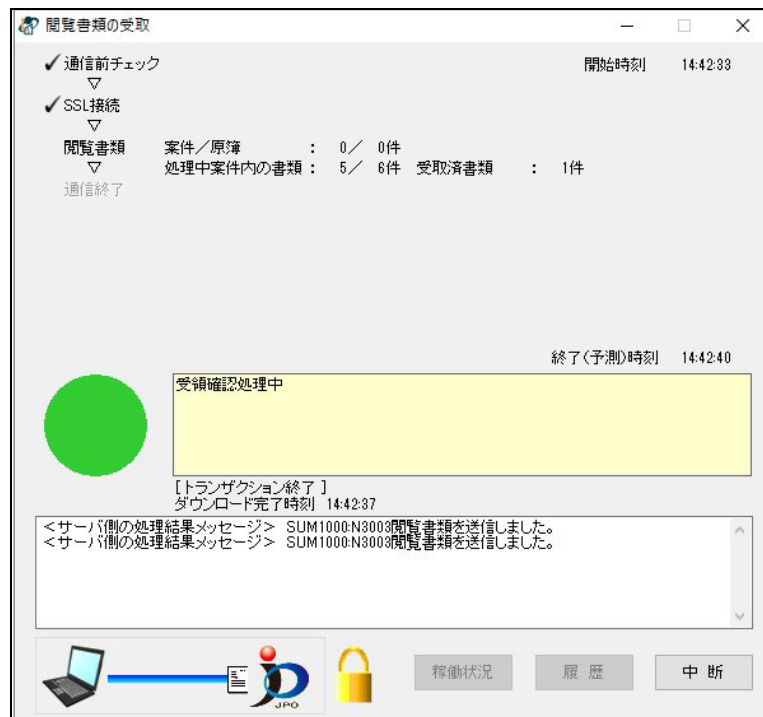 閲覧書類の受取
通信前チェック 開始時刻 14:42:33
▽
SSL接続
▽
閲覧書類 案件／原簿 : 0／ 0件
▽ 処理中案件内の書類 : 5／ 6件 受取済書類 : 1件
通信終了
終了(予測)時刻 14:42:40
受領確認処理中
[トランザクション終了 ]
ダウンロード完了時刻 14:42:37
＜サーバ側の処理結果メッセージ＞ SUM1000:N3003閲覧書類を送信しました。
＜サーバ側の処理結果メッセージ＞ SUM1000:N3003閲覧書類を送信しました。
JPO
稼働状況 履 歴 中 断